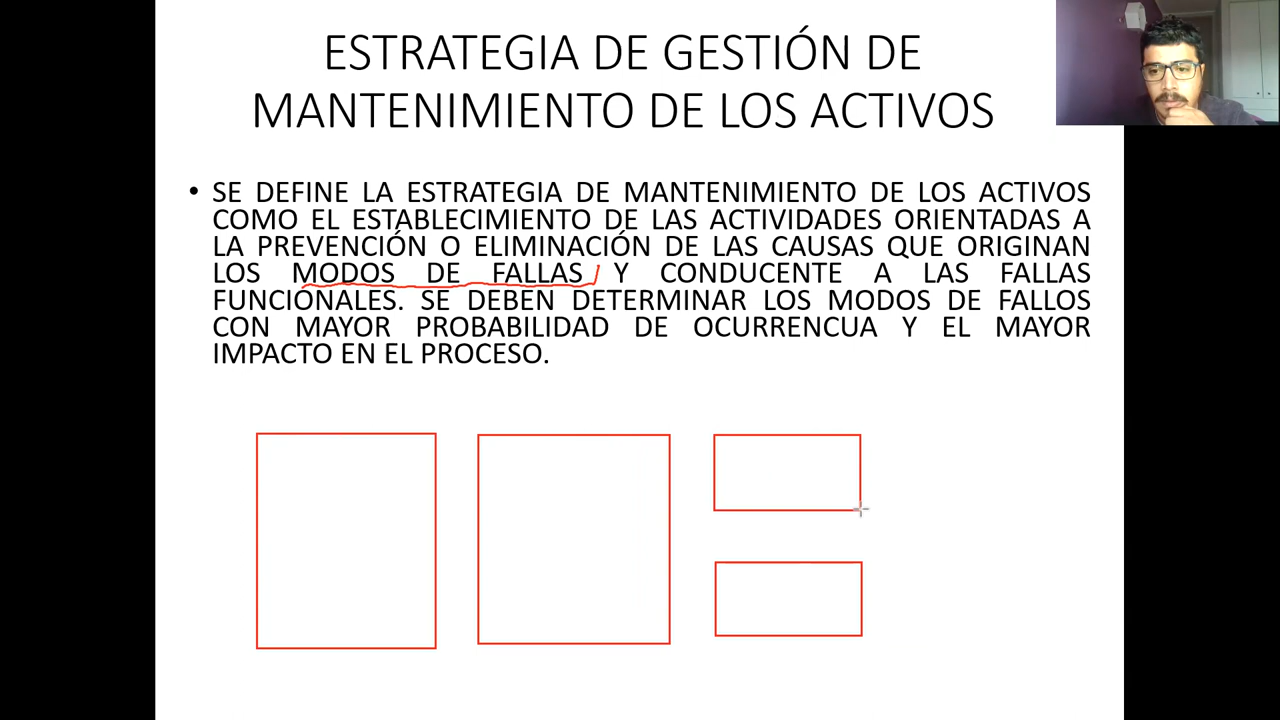 ESTRATEGIA DE GESTIÓN DE
MANTENIMIENTO DE LOS ACTIVOS
• SE DEFINE LA ESTRATEGIA DE MANTENIMIENTO DE LOS ACTIVOS
COMO EL ESTABLECIMIENTO DE LAS ACTIVIDADES ORIENTADAS A
LA PREVENCIÓN O ELIMINACIÓN DE LAS CAUSAS QUE ORIGINAN
LOS MODOS DE FALLAS Y CONDUCENTE A LAS FALLAS
FUNCIONALES. SE DEBEN DETERMINAR LOS MODOS DE FALLOS
CON MAYOR PROBABILIDAD DE OCURRENCUA Y EL MAYOR
IMPACTO EN EL PROCESO.